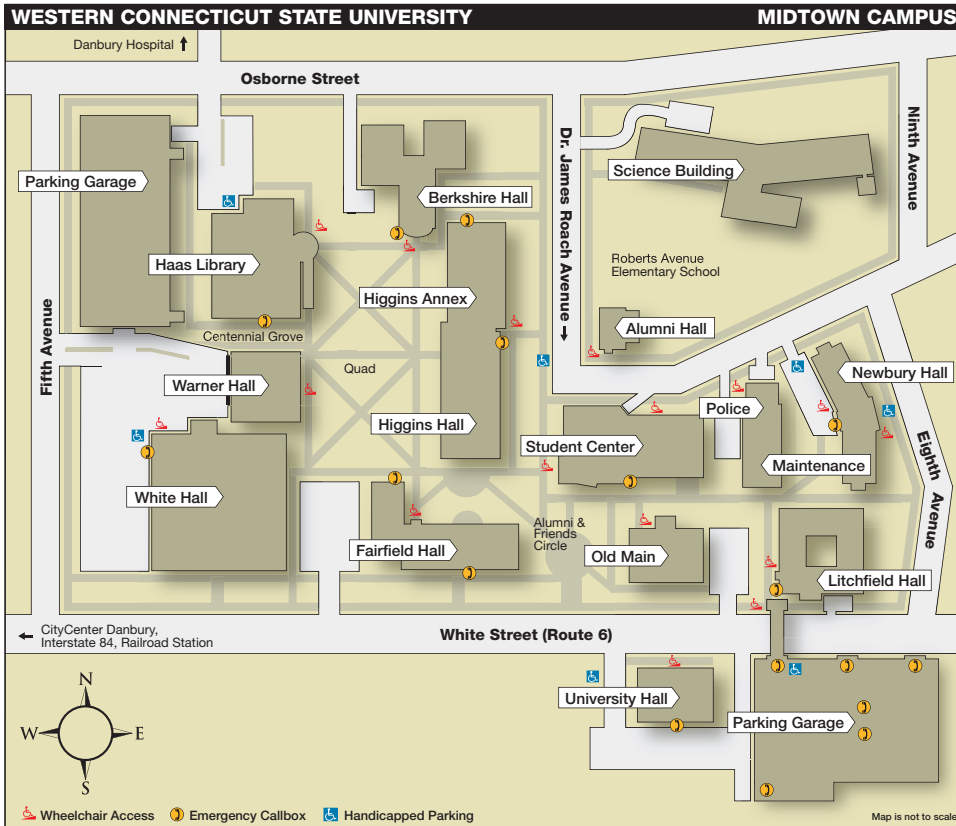 WESTERN CONNECTICUT STATE UNIVERSITY
MIDTOWN CAMPUS
Danbury Hospital
Osborne Street
Ninth Avenue
Dr. James Roach Avenue
Science Building
Parking Garage
Berkshire Hall
Haas Library
Roberts Avenue
Elementary School
Higgins Annex
Alumni Hall
Centennial Grove
Fifth Avenue
Quad
Warner Hall
Newbury Hall
Police
Higgins Hall
Student Center
Maintenance
Eighth Avenue
White Hall
Alumni &
Friends
Circle
Fairfield Hall
Old Main
Litchfield Hall
CityCenter Danbury,
Interstate 84, Railroad Station
White Street (Route 6)
N
W
E
S
University Hall
Parking Garage
Wheelchair Access
Emergency Callbox
Handicapped Parking
Map is not to scale